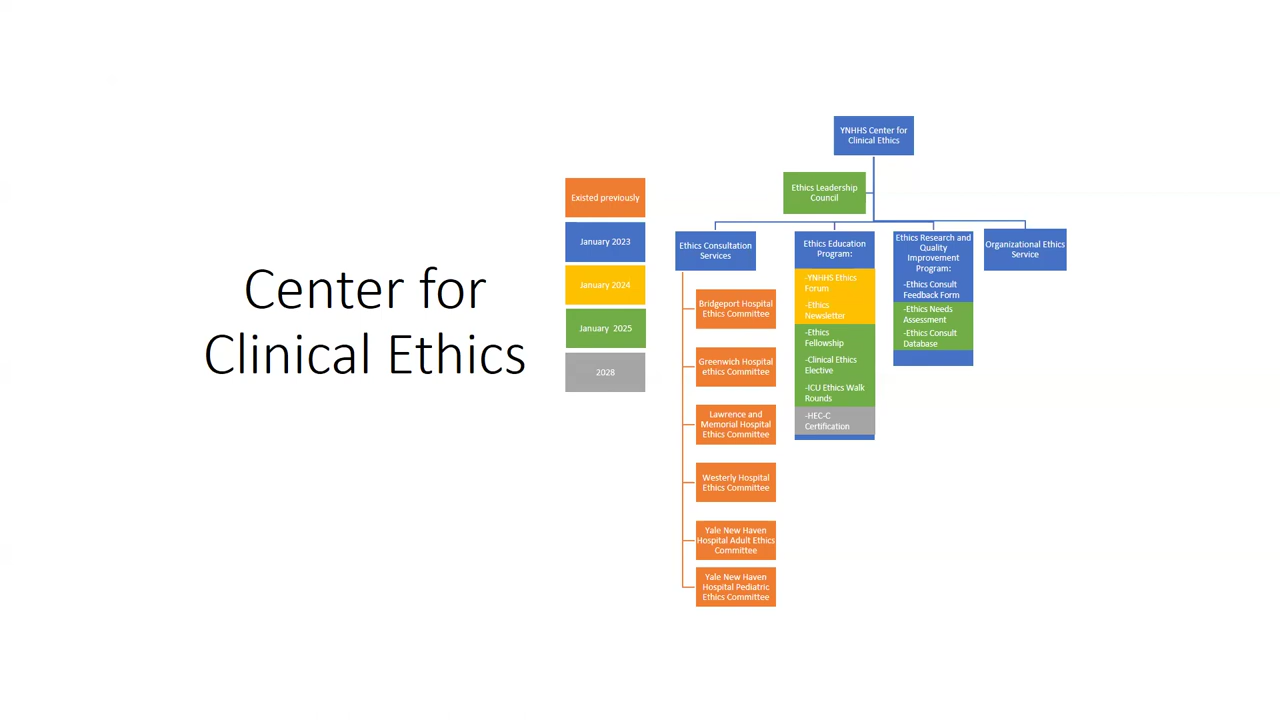 Center for
Clinical Ethics
Existed previously
January 2023
January 2024
January  2025
2028
YNHHS Center for
Clinical Ethics
Ethics Leadership
Council
Ethics Consultation
Services
Bridgeport Hospital
Ethics Committee
Greenwich Hospital
ethics Committee
Lawrence and
Memorial Hospital
Ethics Committee
Westerly Hospital
Ethics Committee
Yale New Haven
Hospital Adult Ethics
Committee
Yale New Haven
Hospital Pediatric
Ethics Committee
Ethics Education
Program:
-YNHHS Ethics
Forum
-Ethics
Newsletter
-Ethics
Fellowship
-Clinical Ethics
Elective
-ICU Ethics Walk
Rounds
-HEC-C
Certification
Ethics Research and
Quality
Improvement
Program:
-Ethics Consult
Feedback Form
-Ethics Needs
Assessment
-Ethics Consult
Database
Organizational Ethics
Service